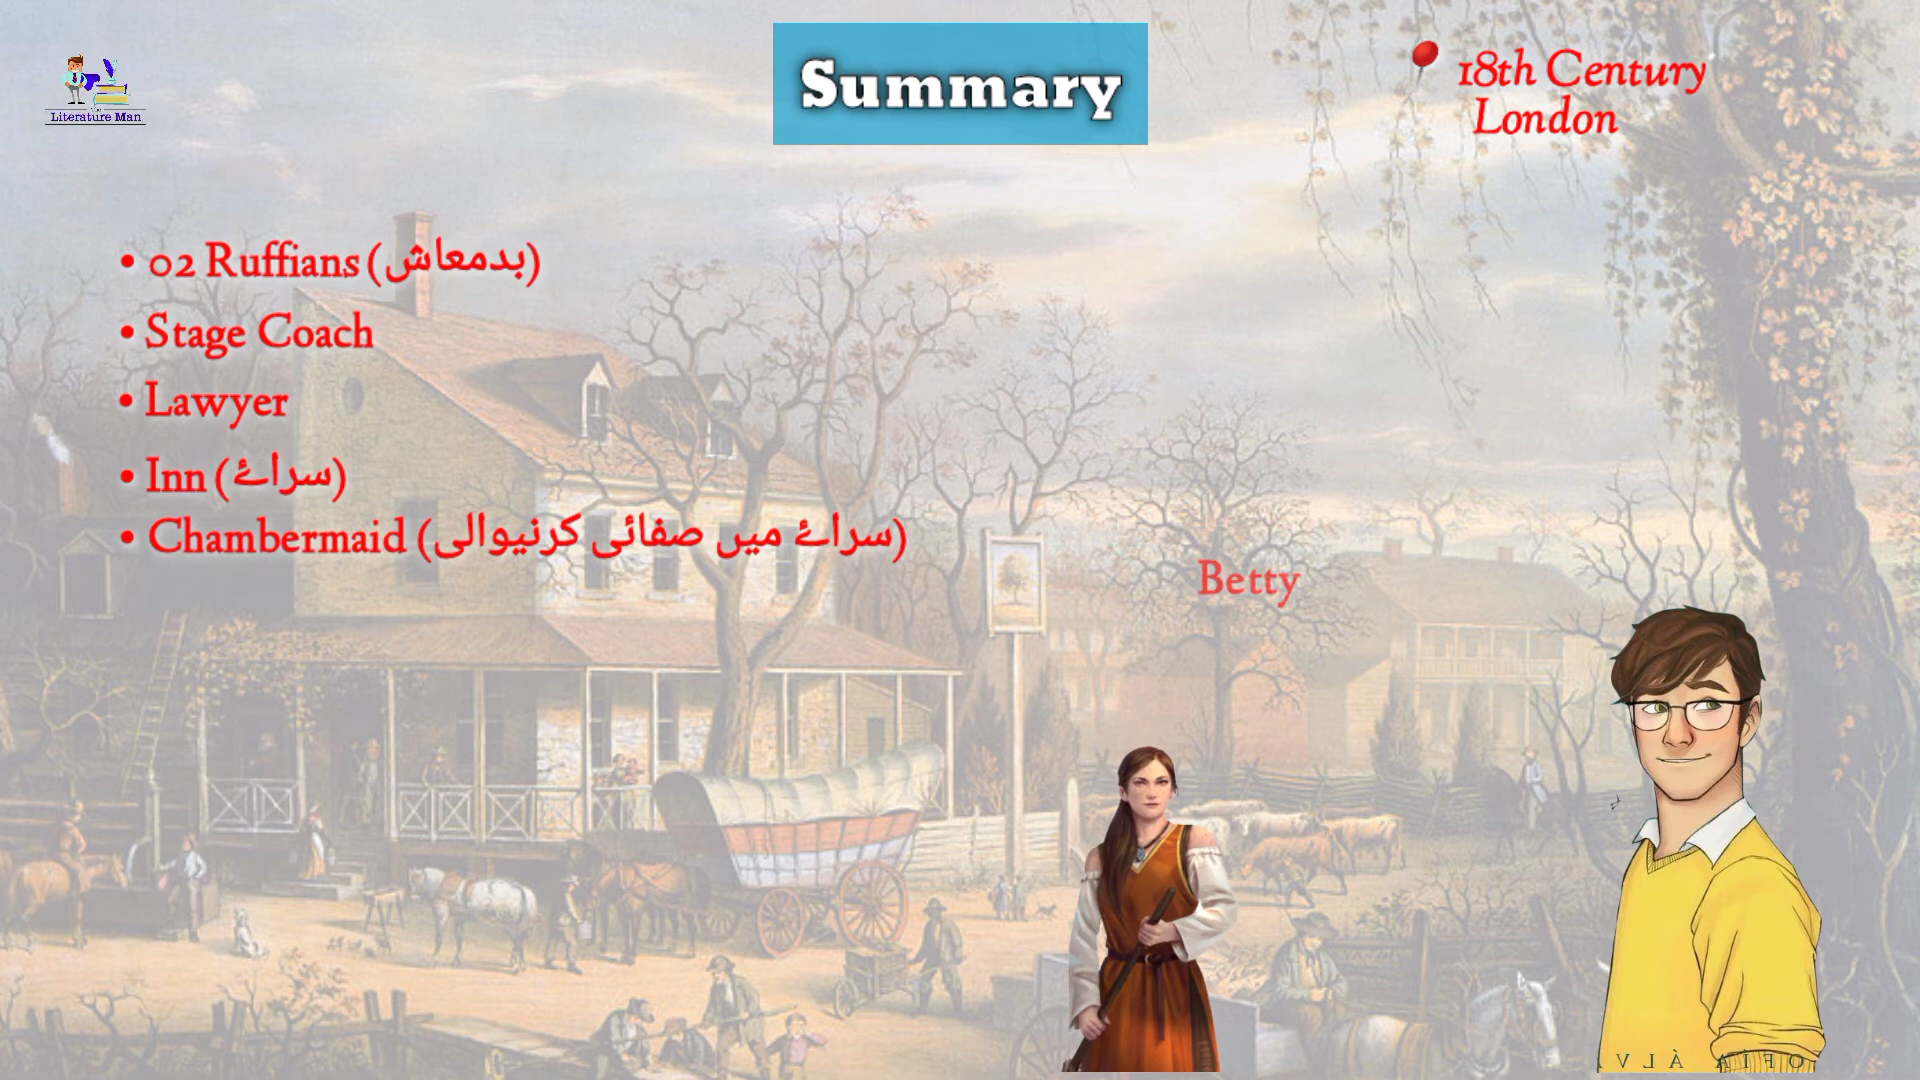 Literature Man
Summary
18th Century
London
• 02 Ruffians (بدمعاش)
• Stage Coach
• Lawyer
• Inn (سرائے)
• Chambermaid (سرائے میں صفائی کرنیوالی)
Betty